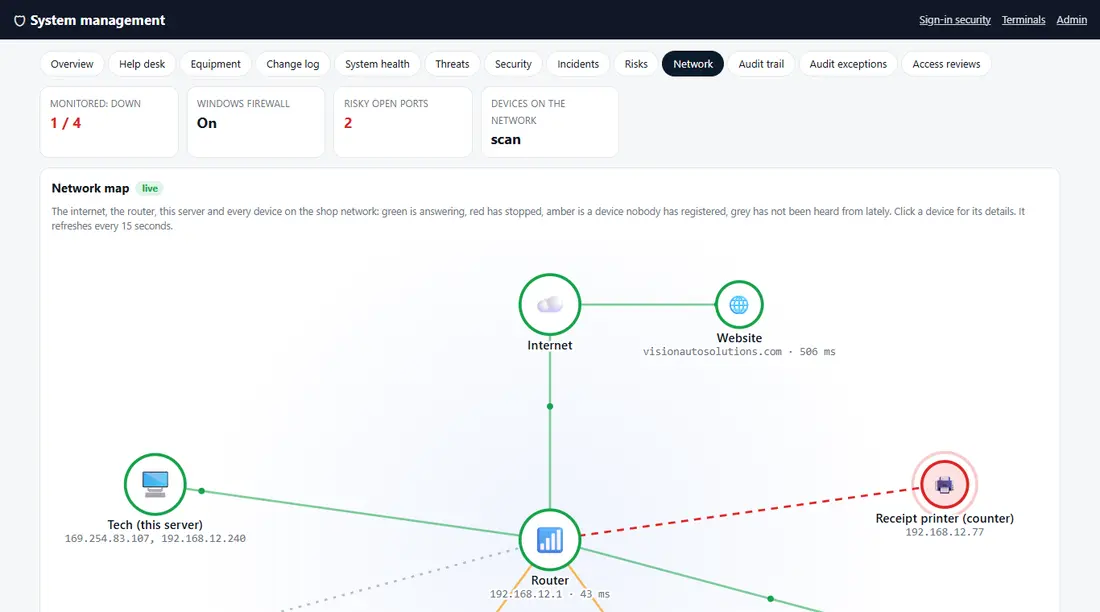 System management
Sign-in security Terminals Admin
Overview Help desk Equipment Change log System health Threats Security Incidents Risks Network Audit trail Audit exceptions Access reviews
MONITORED: DOWN
1 / 4
WINDOWS FIREWALL
On
RISKY OPEN PORTS
2
DEVICES ON THE
NETWORK
scan
Network map live
The internet, the router, this server and every device on the shop network: green is answering, red has stopped, amber is a device nobody has registered, grey has not been heard from lately. Click a device for its details. It
refreshes every 15 seconds.
Internet
Website
visionautosolutions.com · 506 ms
Tech (this server)
169.254.83.107, 192.168.12.240
Receipt printer (counter)
192.168.12.77
Router
192.168.12.1 · 43 ms